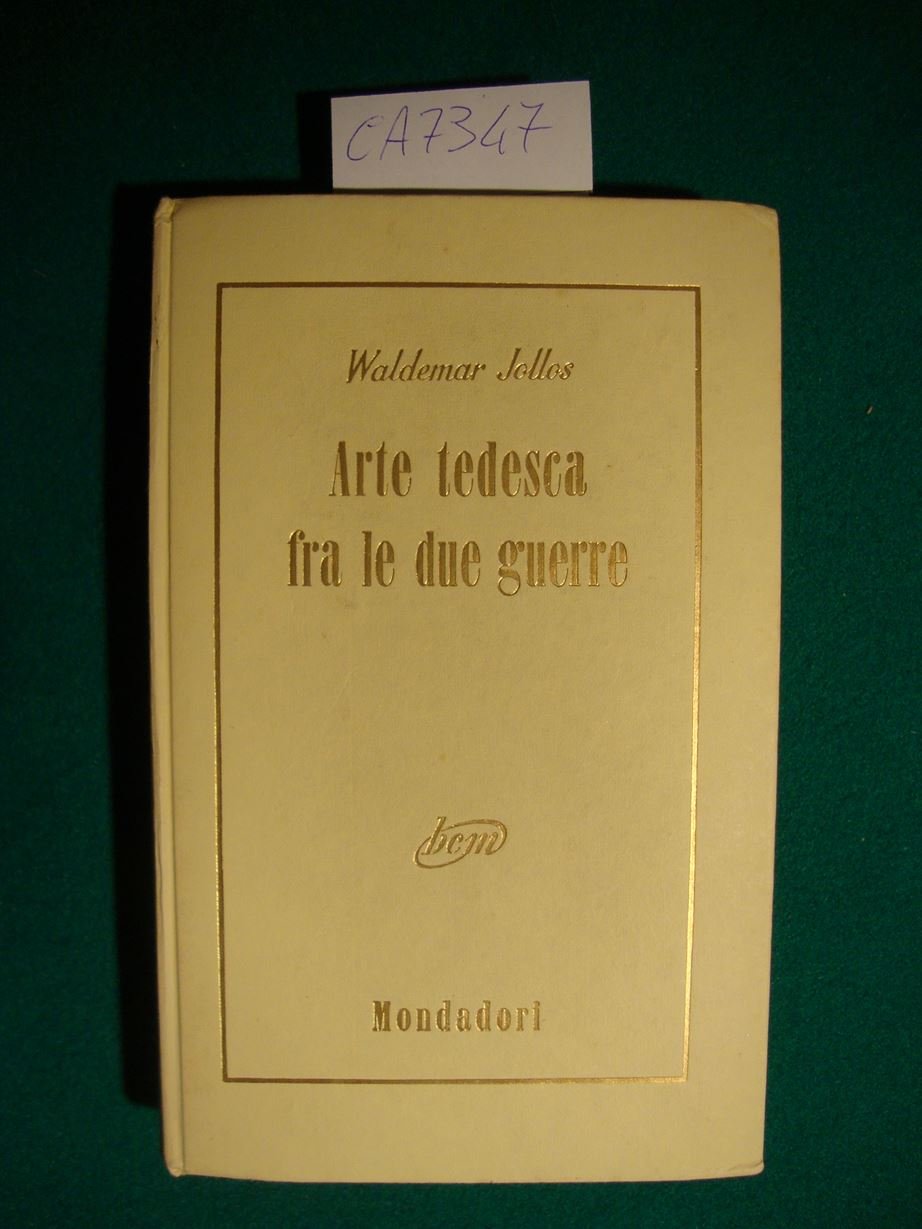 CA7347
Waldemar Jollos
Arte tedesca
fra le due guerre
bcm
Mondadori